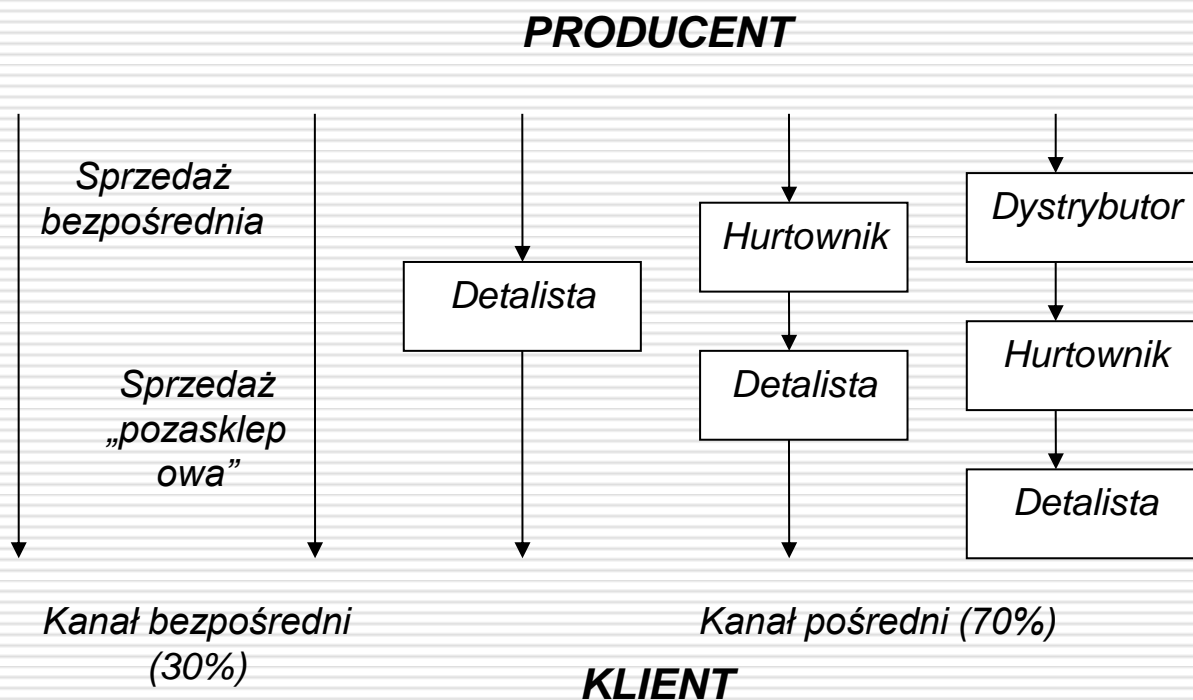 PRODUCENT
Sprzedaż
bezpośrednia
Sprzedaż
„pozasklep
owa”
Detalista
Hurtownik
Detalista
Dystrybutor
Hurtownik
Detalista
Kanał bezpośredni
(30%)
Kanał pośredni (70%)
KLIENT